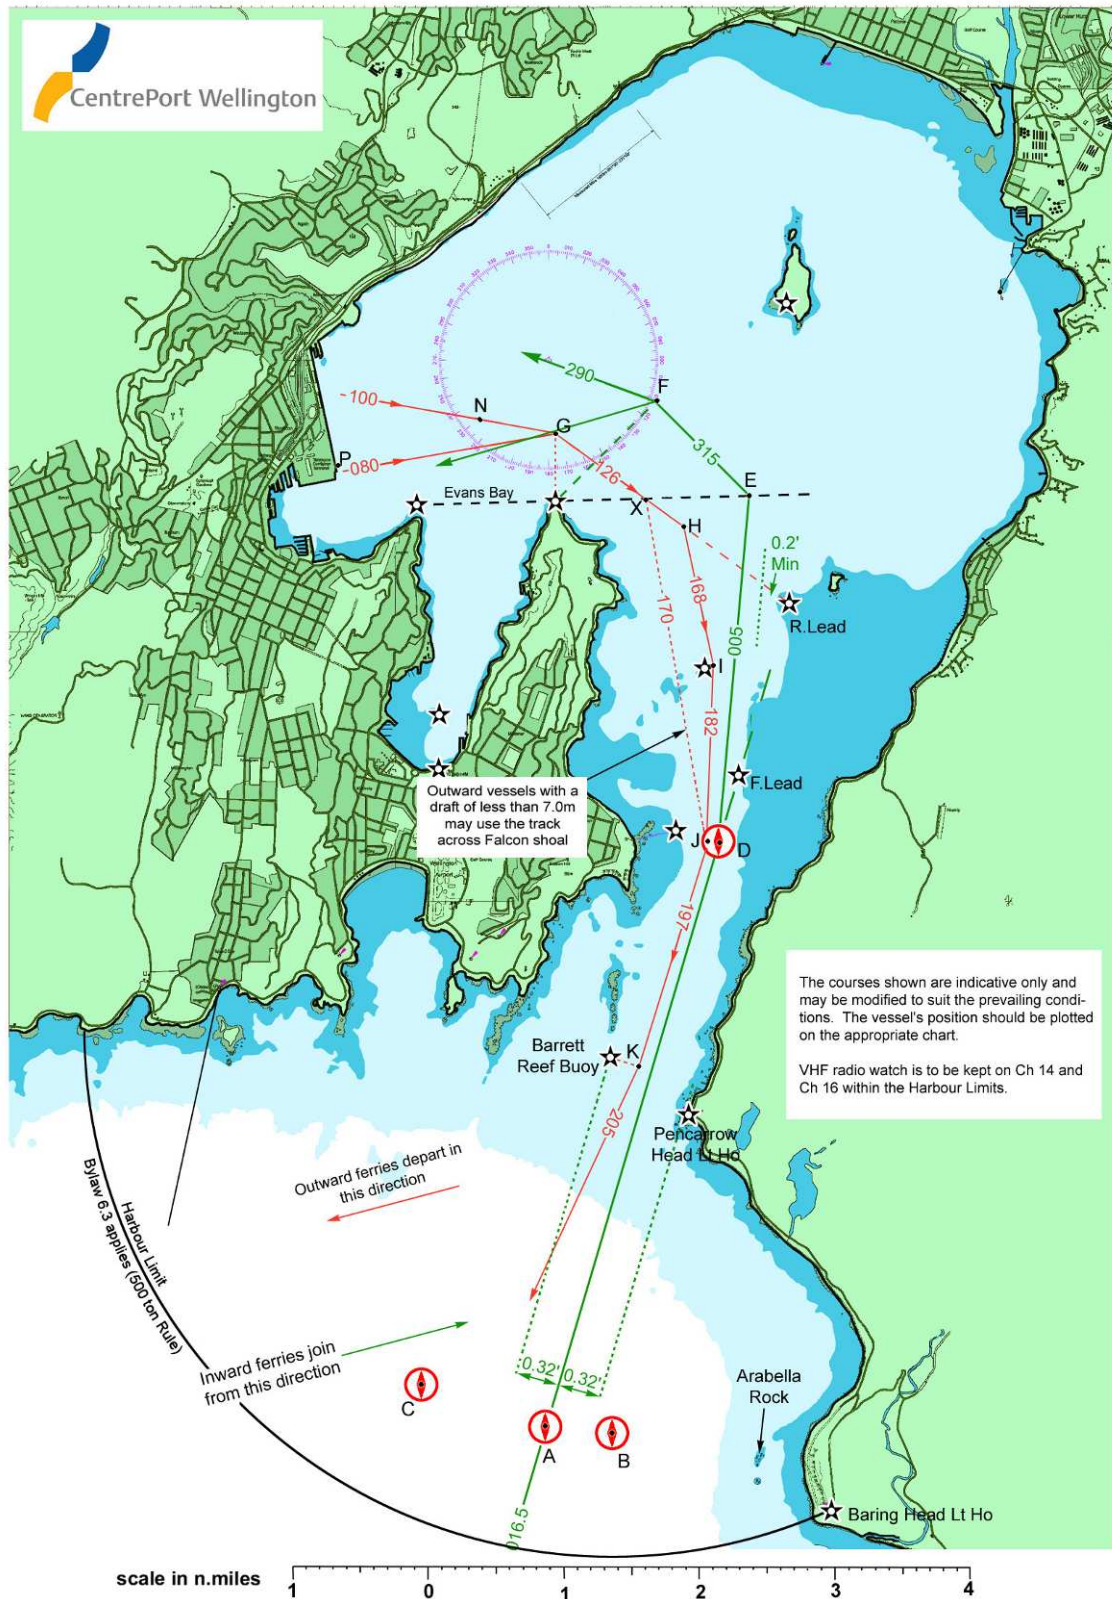 CentrePort Wellington
290
F
-100
N
G
315
P
-080
126
E
Evans Bay
X
H
0.2'
Min
168
170
R.Lead
005
I
182
F.Lead
Outward vessels with a
draft of less than 7.0m
may use the track
across Falcon shoal
J
D
197
The courses shown are indicative only and
may be modified to suit the prevailing condi-
tions. The vessel's position should be plotted
on the appropriate chart.
VHF radio watch is to be kept on Ch 14 and
Ch 16 within the Harbour Limits.
Barrett
Reef Buoy
K
205
Pencarrow
Head Lt Ho
Outward ferries depart in
this direction
Harbour Limit
Bylaw 6.3 applies (500 ton Rule)
Inward ferries join
from this direction
0.32'
0.32'
C
A
B
Arabella
Rock
016.5
Baring Head Lt Ho
scale in n.miles
1 0 1 2 3 4